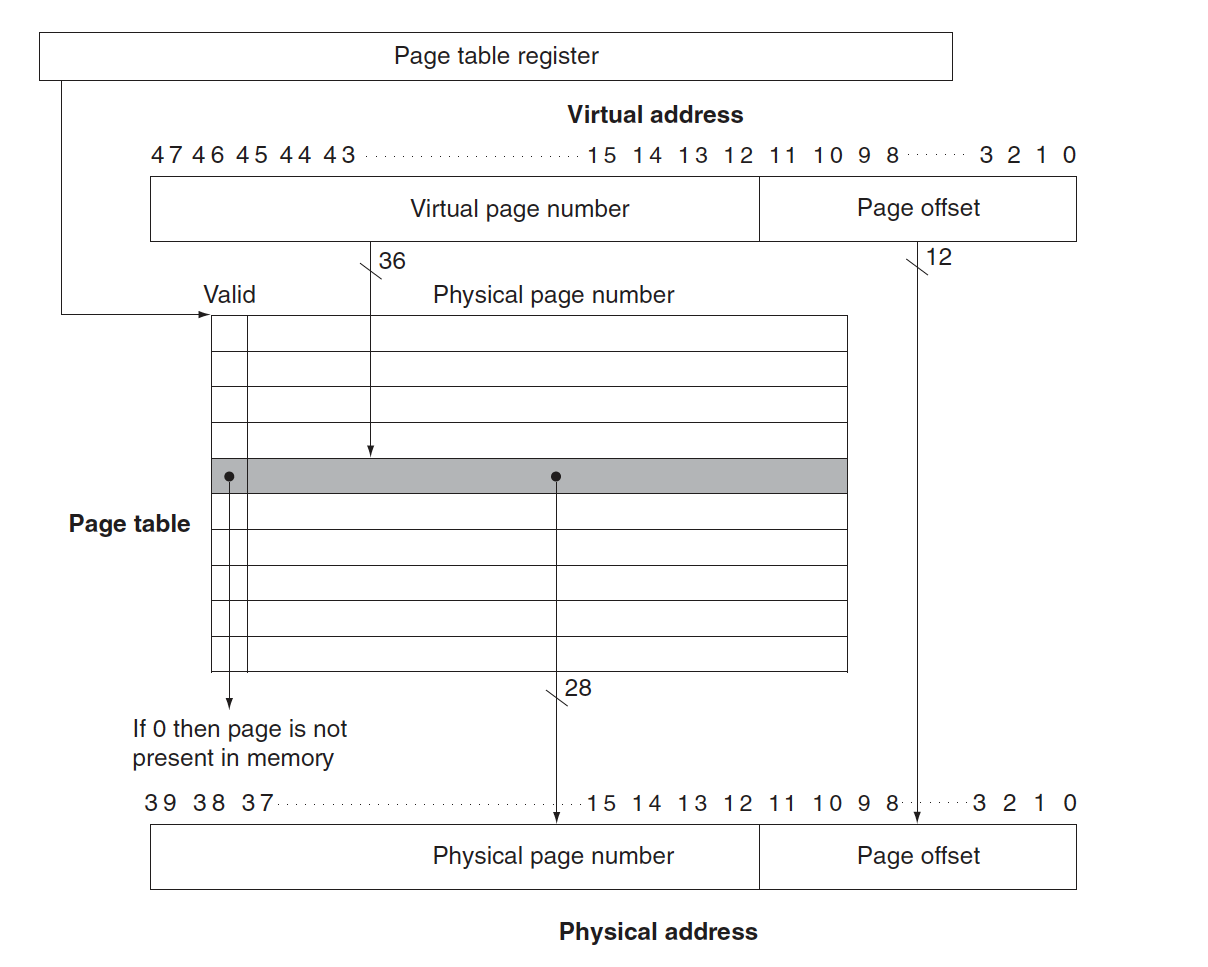 Page table register
Virtual address
47 46 45 44 43 15 14 13 12 11 10 9 8 3 2 1 0
Virtual page number Page offset
36 12
Valid Physical page number
Page table
28
If 0 then page is not
present in memory
39 38 37 15 14 13 12 11 10 9 8 3 2 1 0
Physical page number Page offset
Physical address